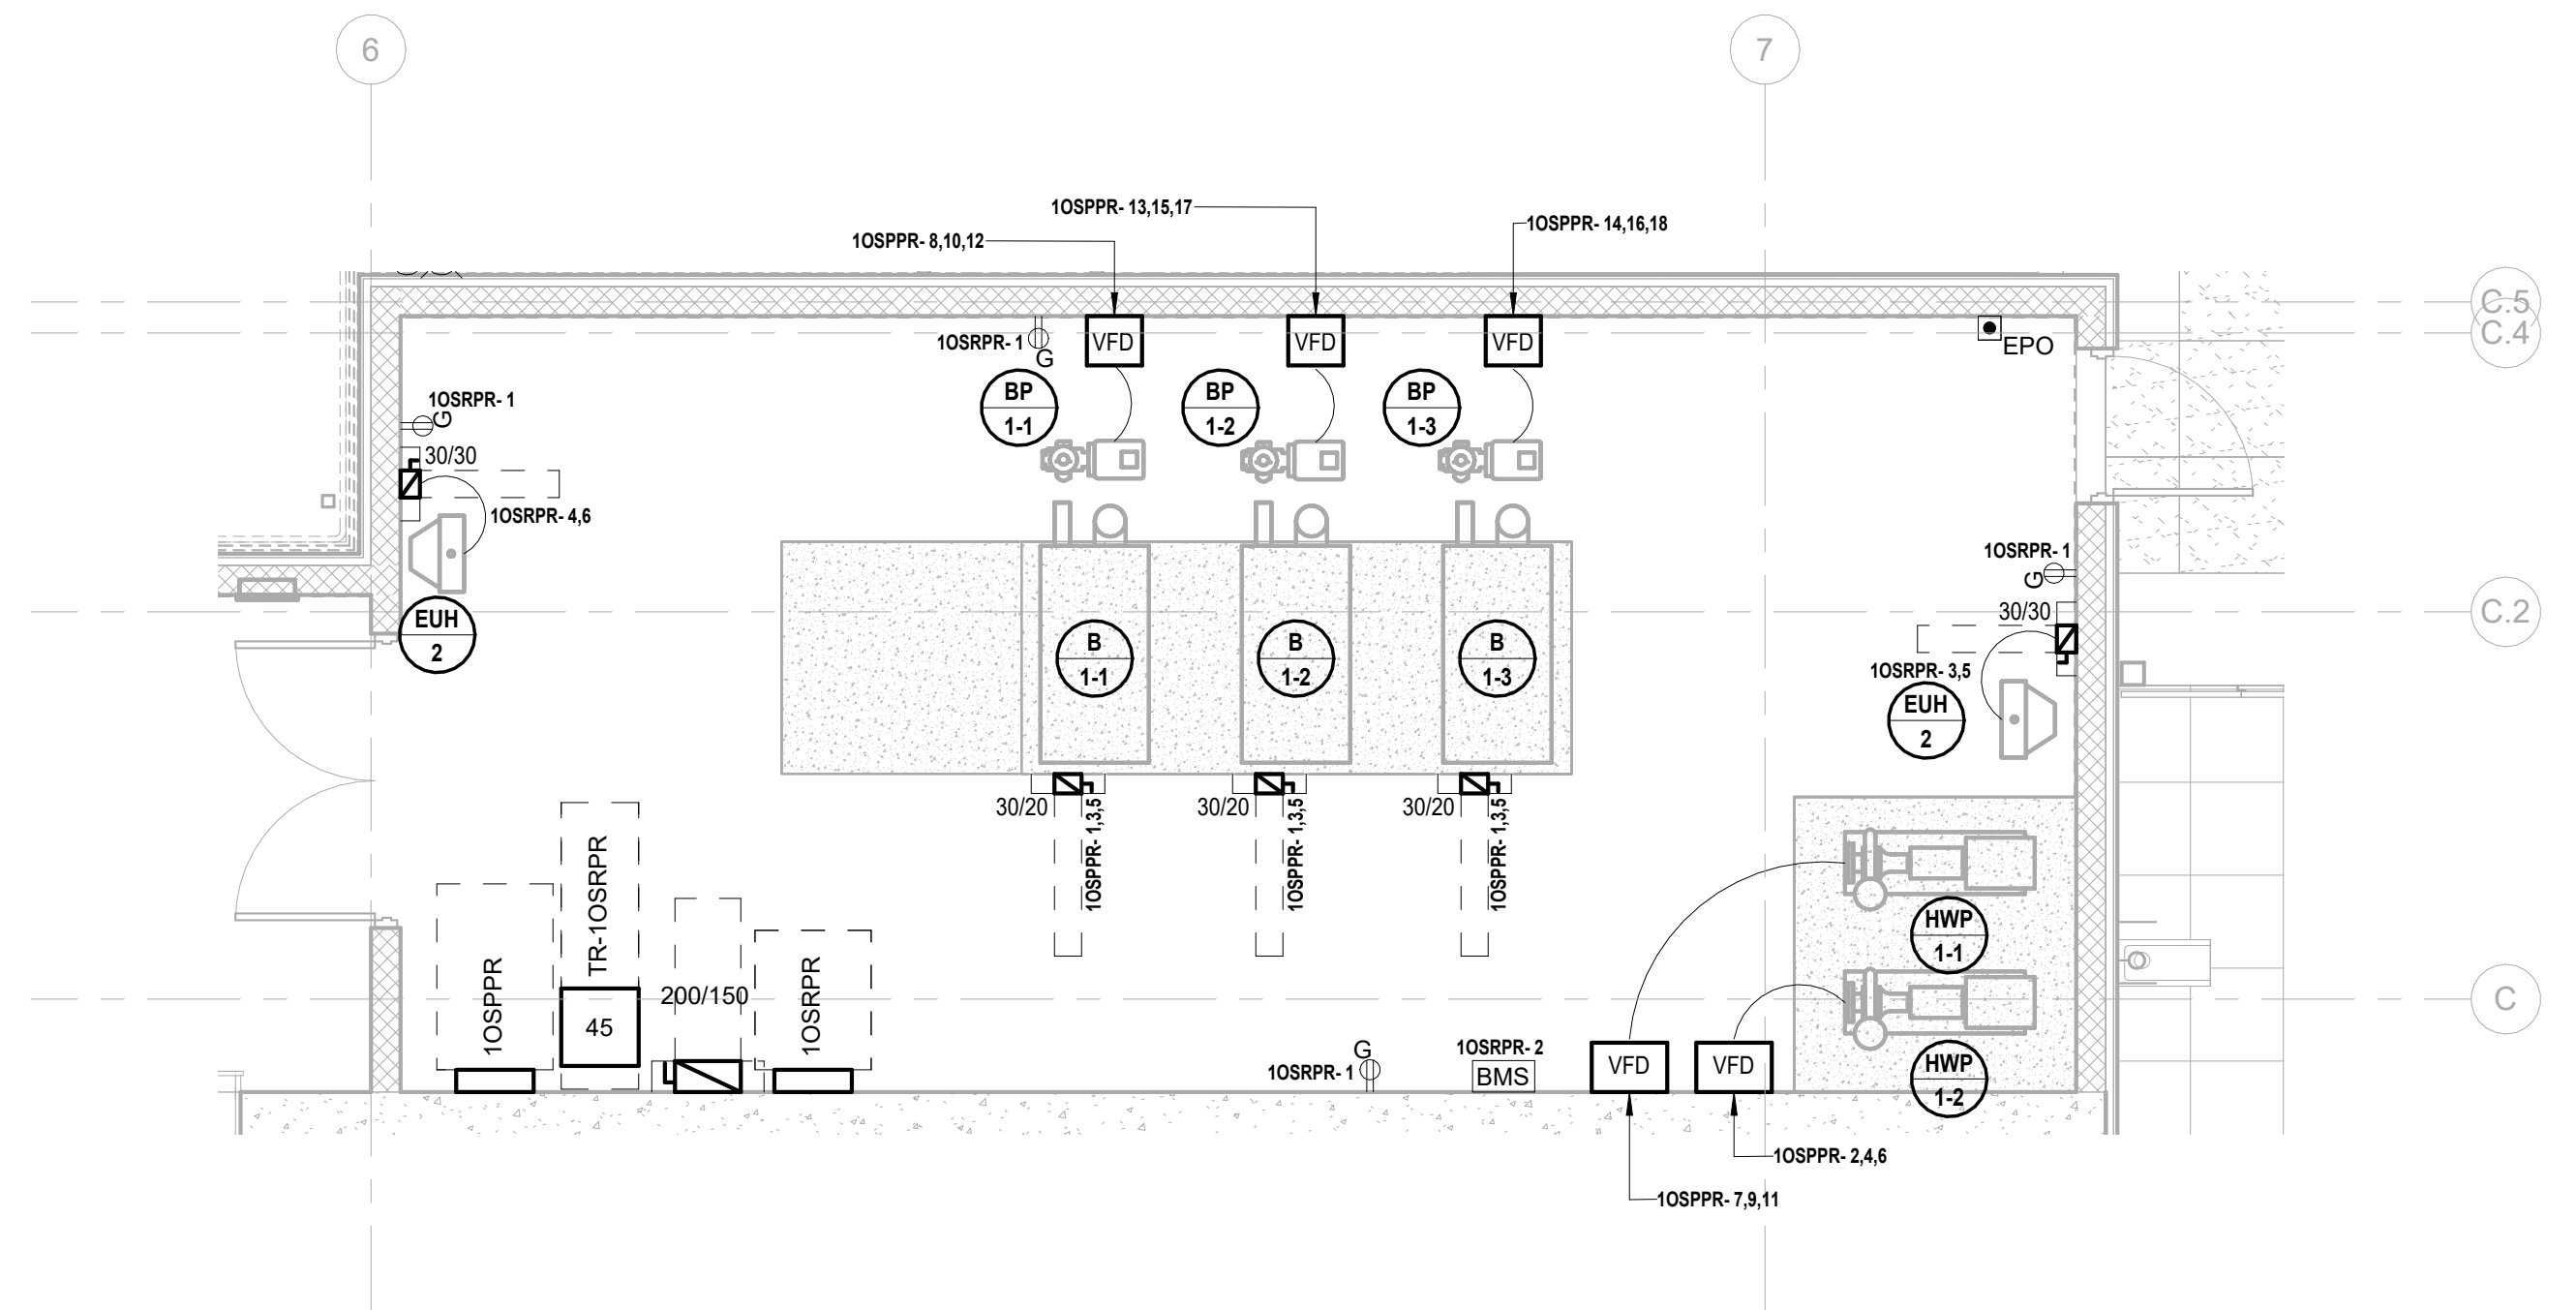 6
7
1OSPPR- 13,15,17
1OSPPR- 14,16,18
1OSPPR- 8,10,12
C.5
C.4
1OSRPR- 1
G
VFD
VFD
VFD
EPO
BP
1-1
BP
1-2
BP
1-3
1OSRPR- 1
G
30/30
1OSRPR- 4,6
EUH
2
1OSRPR- 1
G
30/30
C.2
1OSRPR- 3,5
EUH
2
B
1-1
B
1-2
B
1-3
30/20
1OSPPR- 1,3,5
30/20
1OSPPR- 1,3,5
30/20
1OSPPR- 1,3,5
1OSPPR
TR-1OSRPR
45
200/150
1OSRPR
HWP
1-1
C
HWP
1-2
1OSRPR- 1
G
1OSRPR- 2
BMS
VFD
VFD
1OSPPR- 2,4,6
1OSPPR- 7,9,11